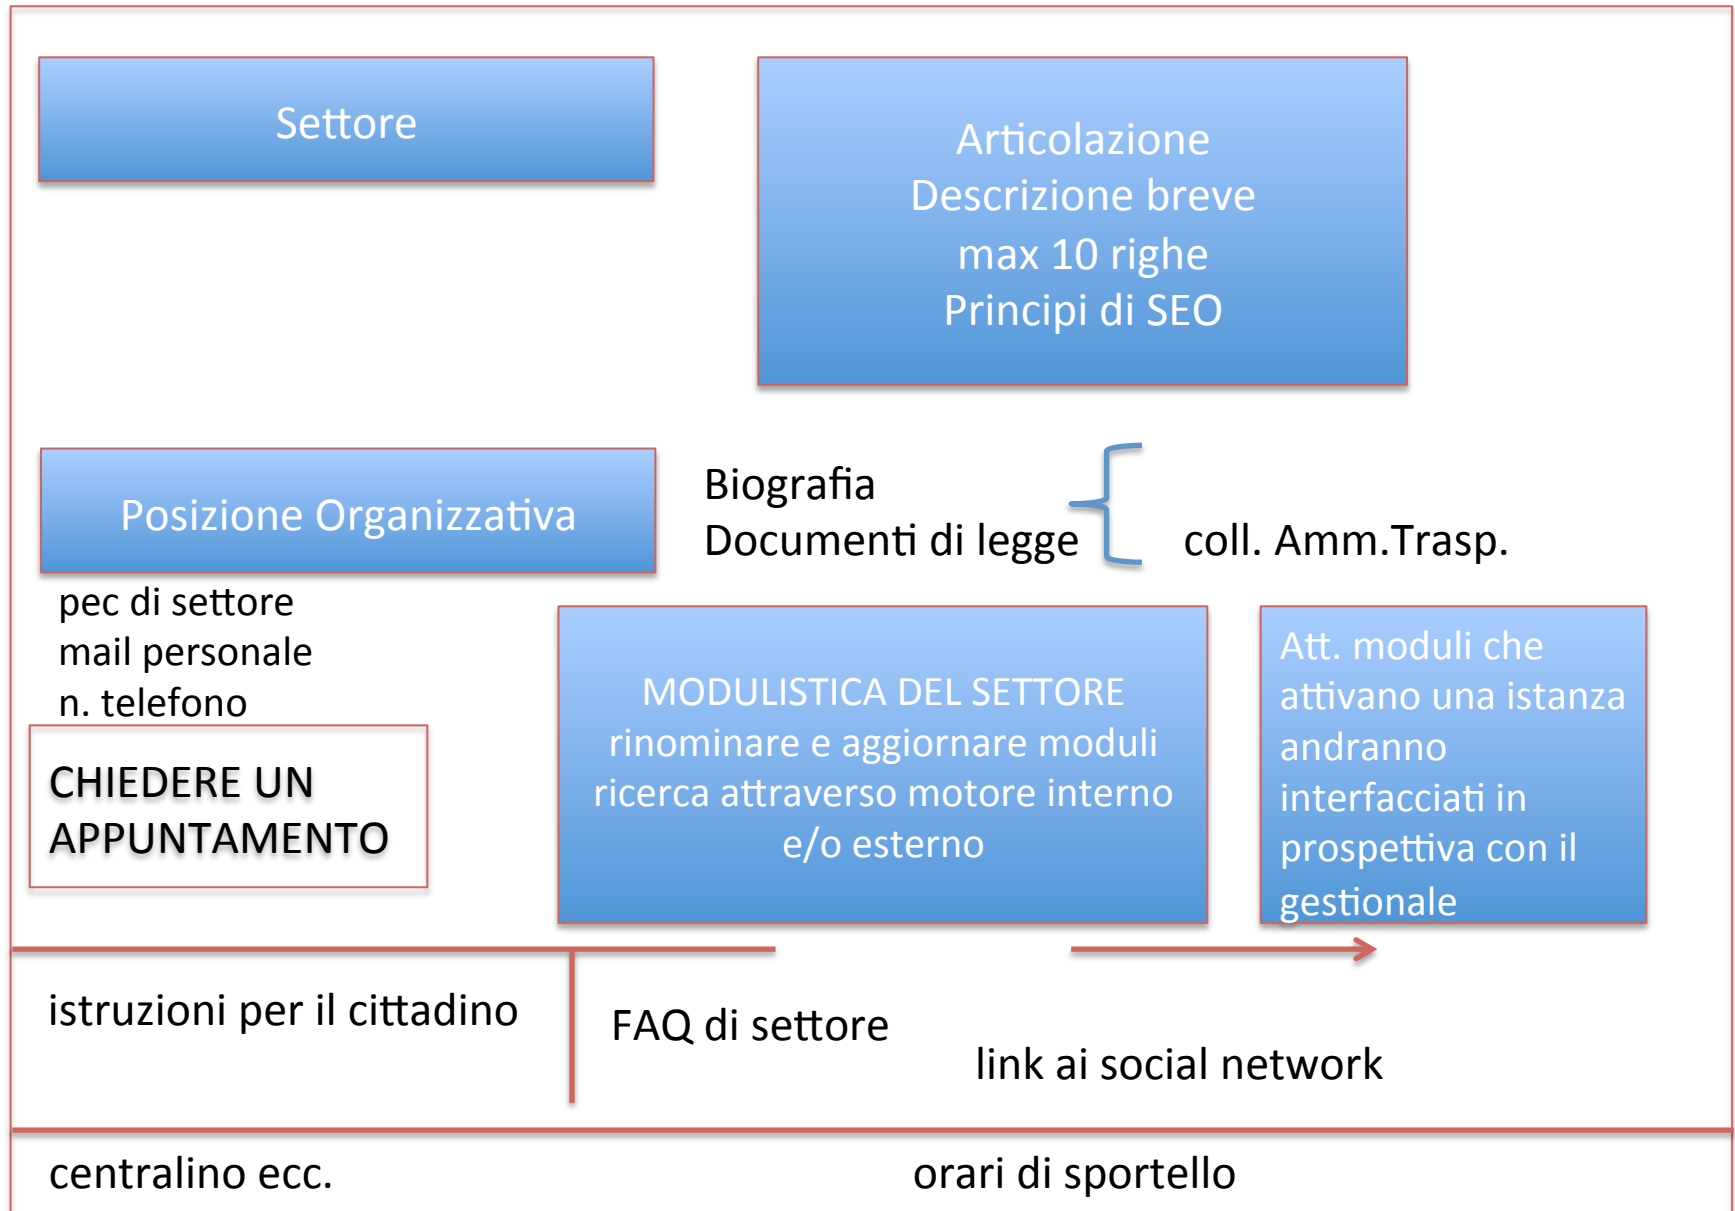 Settore
Articolazione
Descrizione breve
max 10 righe
Principi di SEO
Posizione Organizzativa
Biografia
Documenti di legge
coll. Amm.Trasp.
pec di settore
mail personale
n. telefono
CHIEDERE UN
APPUNTAMENTO
MODULISTICA DEL SETTORE
rinominare e aggiornare moduli
ricerca attraverso motore interno
e/o esterno
Att. moduli che
attivano una istanza
andranno
interfacciati in
prospettiva con il
gestionale
istruzioni per il cittadino
FAQ di settore
link ai social network
centralino ecc.
orari di sportello